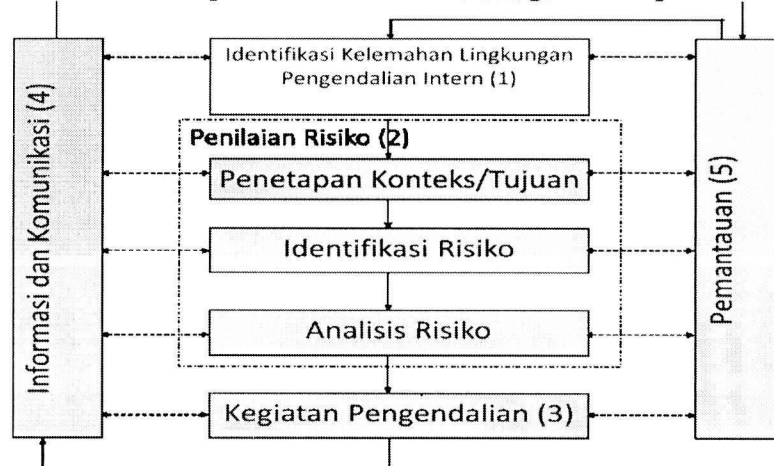 Identifikasi Kelemahan Lingkungan
Pengendalian Intern (1)
Penilaian Risiko (2)
Penetapan Konteks/Tujuan
Identifikasi Risiko
Analisis Risiko
Kegiatan Pengendalian (3)
Informasi dan Komunikasi (4)
Pemantauan (5)